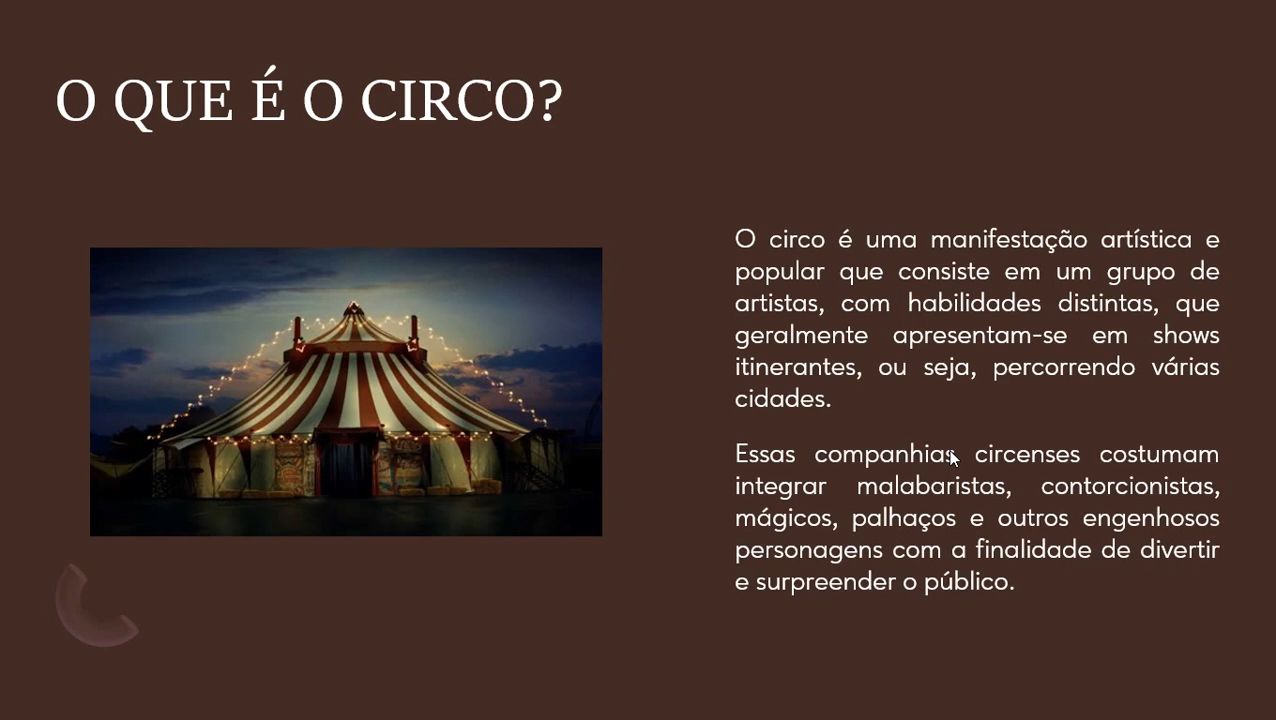 O QUE É O CIRCO?
O circo é uma manifestação artística e
popular que consiste em um grupo de
artistas, com habilidades distintas, que
geralmente apresentam-se em shows
itinerantes, ou seja, percorrendo várias
cidades.
Essas companhias circenses costumam
integrar malabaristas, contorcionistas,
mágicos, palhaços e outros engenhosos
personagens com a finalidade de divertir
e surpreender o público.